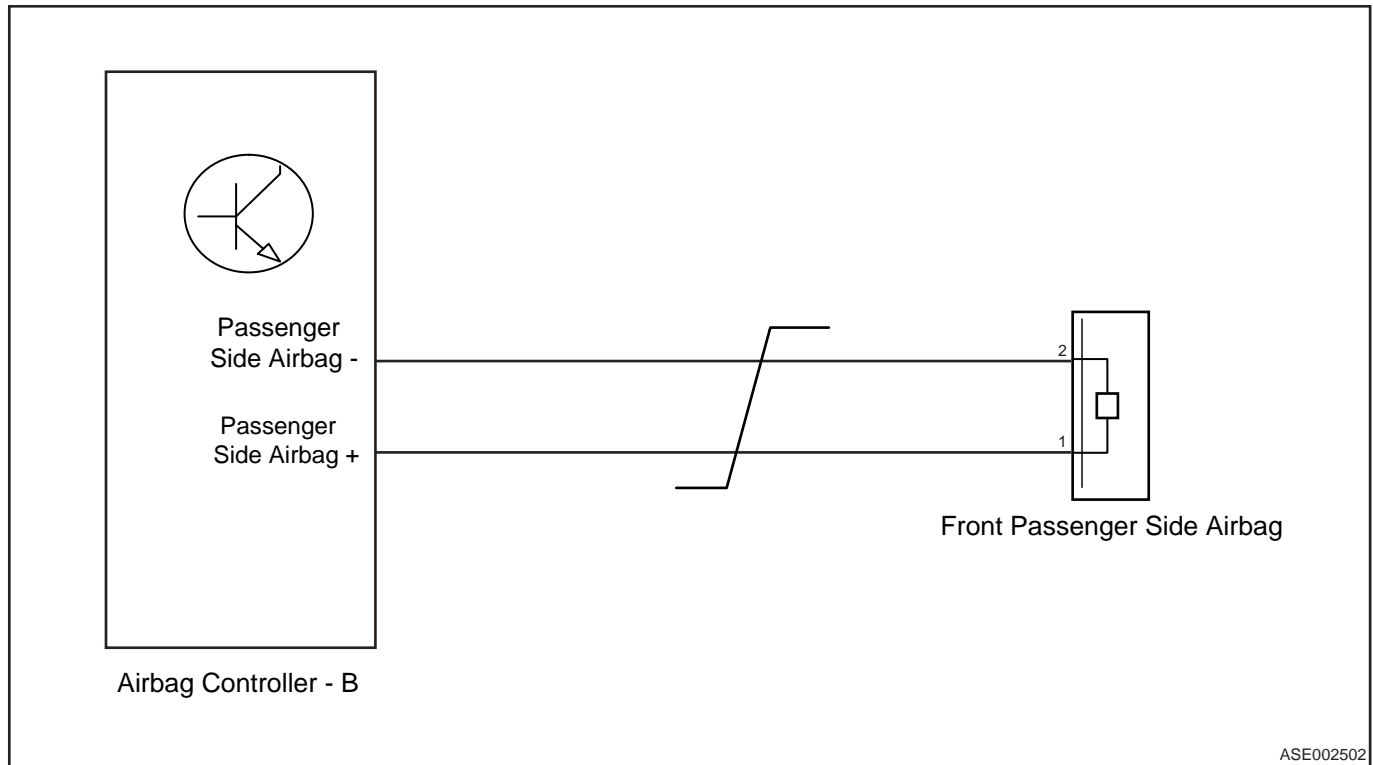 Passenger
Side Airbag -
2
Passenger
Side Airbag +
1
Front Passenger Side Airbag
Airbag Controller - B
ASE002502